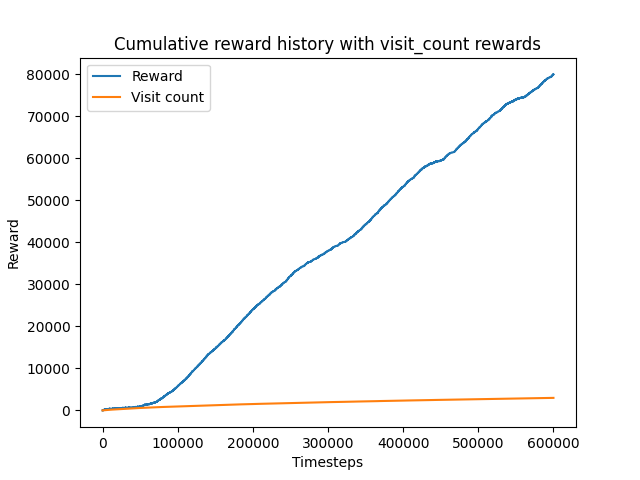 Cumulative reward history with visit_count rewards
Reward
Visit count
80000
70000
60000
50000
40000
30000
20000
10000
0
Reward
0 100000 200000 300000 400000 500000 600000
Timesteps